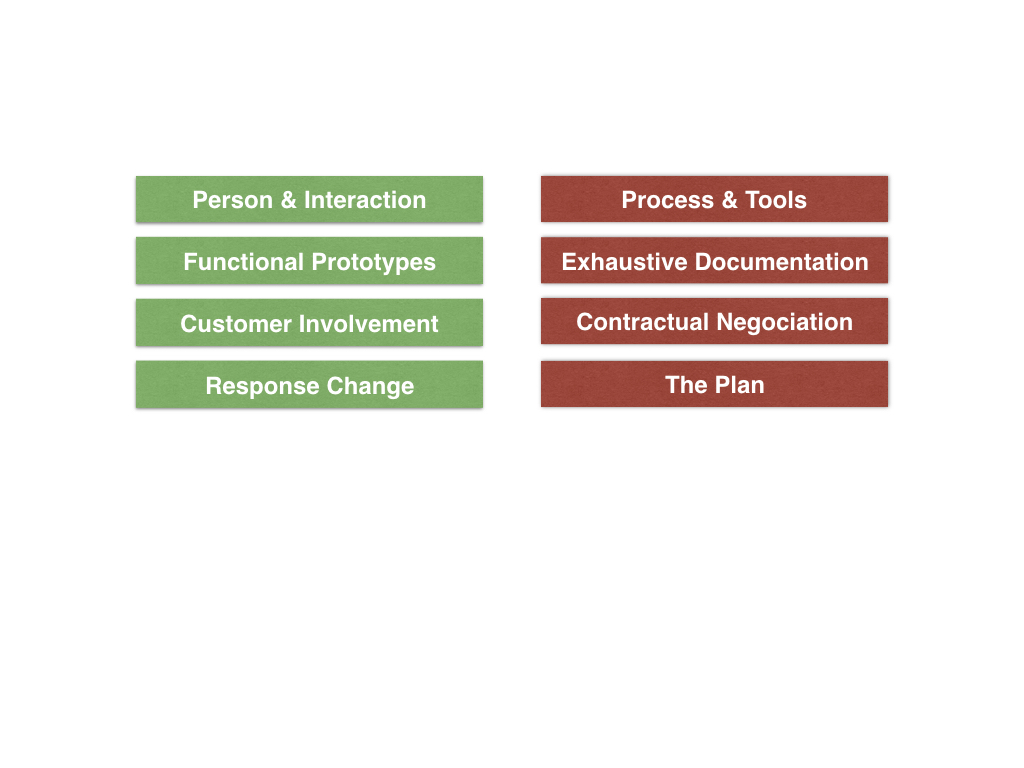 Person & Interaction
Process & Tools
Functional Prototypes
Exhaustive Documentation
Customer Involvement
Contractual Negociation
Response Change
The Plan